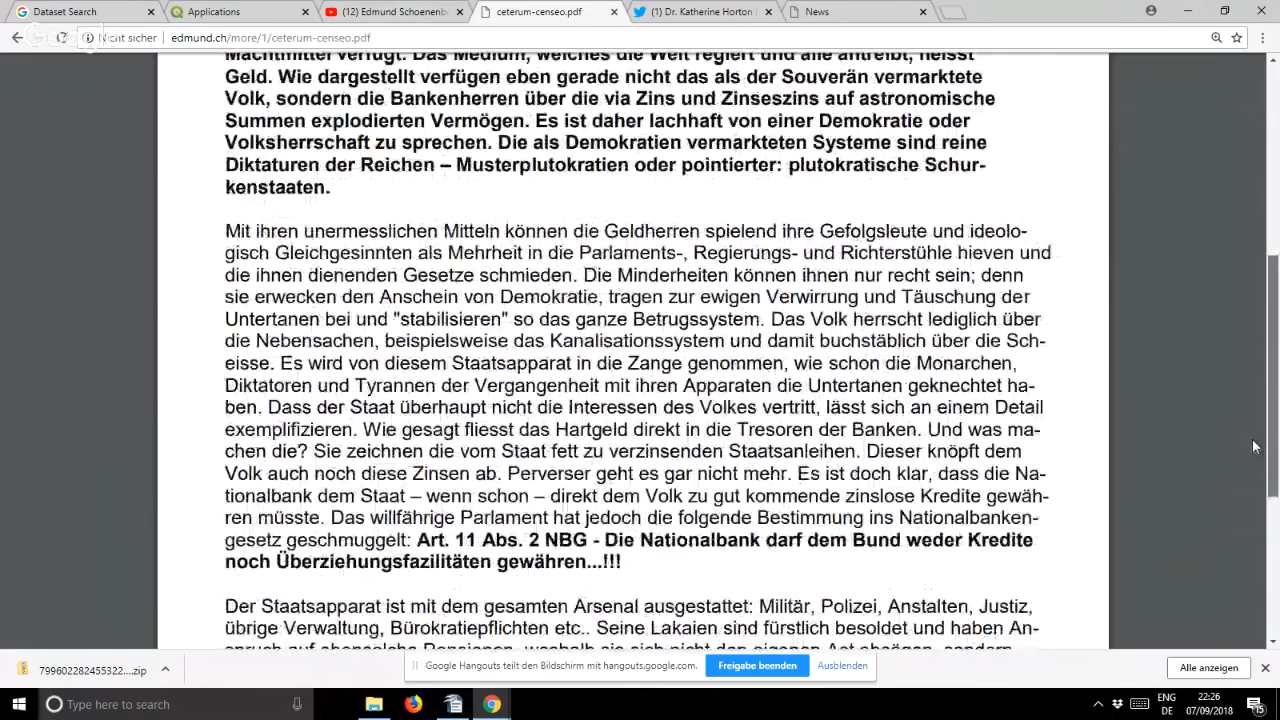 Dataset Search
Applications
(12) Edmund Schoenenb
ceterum-censeo.pdf
(1) Dr. Katherine Horton
News
Nicht sicher
edmund.ch/more/1/ceterum-censeo.pdf
Machtmittel verfügt. Das Medium, welches die Welt regiert und alle antreibt, heisst
Geld. Wie dargestellt verfügen eben gerade nicht das als der Souverän vermarktete
Volk, sondern die Bankenherren über die via Zins und Zinseszins auf astronomische
Summen explodierten Vermögen. Es ist daher lachhaft von einer Demokratie oder
Volksherrschaft zu sprechen. Die als Demokratien vermarkteten Systeme sind reine
Diktaturen der Reichen – Musterplutokratien oder pointierter: plutokratische Schur-
kenstaaten.
Mit ihren unermesslichen Mitteln können die Geldherren spielend ihre Gefolgsleute und ideolo-
gisch Gleichgesinnten als Mehrheit in die Parlaments-, Regierungs- und Richterstühle hieven und
die ihnen dienenden Gesetze schmieden. Die Minderheiten können ihnen nur recht sein; denn
sie erwecken den Anschein von Demokratie, tragen zur ewigen Verwirrung und Täuschung der
Untertanen bei und "stabilisieren" so das ganze Betrugssystem. Das Volk herrscht lediglich über
die Nebensachen, beispielsweise das Kanalisationssystem und damit buchstäblich über die Sch-
eisse. Es wird von diesem Staatsapparat in die Zange genommen, wie schon die Monarchen,
Diktatoren und Tyrannen der Vergangenheit mit ihren Apparaten die Untertanen geknechtet ha-
ben. Dass der Staat überhaupt nicht die Interessen des Volkes vertritt, lässt sich an einem Detail
exemplifizieren. Wie gesagt fliesst das Hartgeld direkt in die Tresoren der Banken. Und was ma-
chen die? Sie zeichnen die vom Staat fett zu verzinsenden Staatsanleihen. Dieser knöpft dem
Volk auch noch diese Zinsen ab. Perverser geht es gar nicht mehr. Es ist doch klar, dass die Na-
tionalbank dem Staat – wenn schon – direkt dem Volk zu gut kommende zinslose Kredite gewäh-
ren müsste. Das willfährige Parlament hat jedoch die folgende Bestimmung ins Nationalbanken-
gesetz geschmuggelt: Art. 11 Abs. 2 NBG - Die Nationalbank darf dem Bund weder Kredite
noch Überziehungsfazilitäten gewähren...!!!
Der Staatsapparat ist mit dem gesamten Arsenal ausgestattet: Militär, Polizei, Anstalten, Justiz,
übrige Verwaltung, Bürokratiepflichten etc.. Seine Lakaien sind fürstlich besoldet und haben An-
799602282455322....zip
Google Hangouts teilt den Bildschirm mit hangouts.google.com.
Freigabe beenden
Ausblenden
Alle anzeigen
Type here to search
ENG
DE
22:26
07/09/2018
15